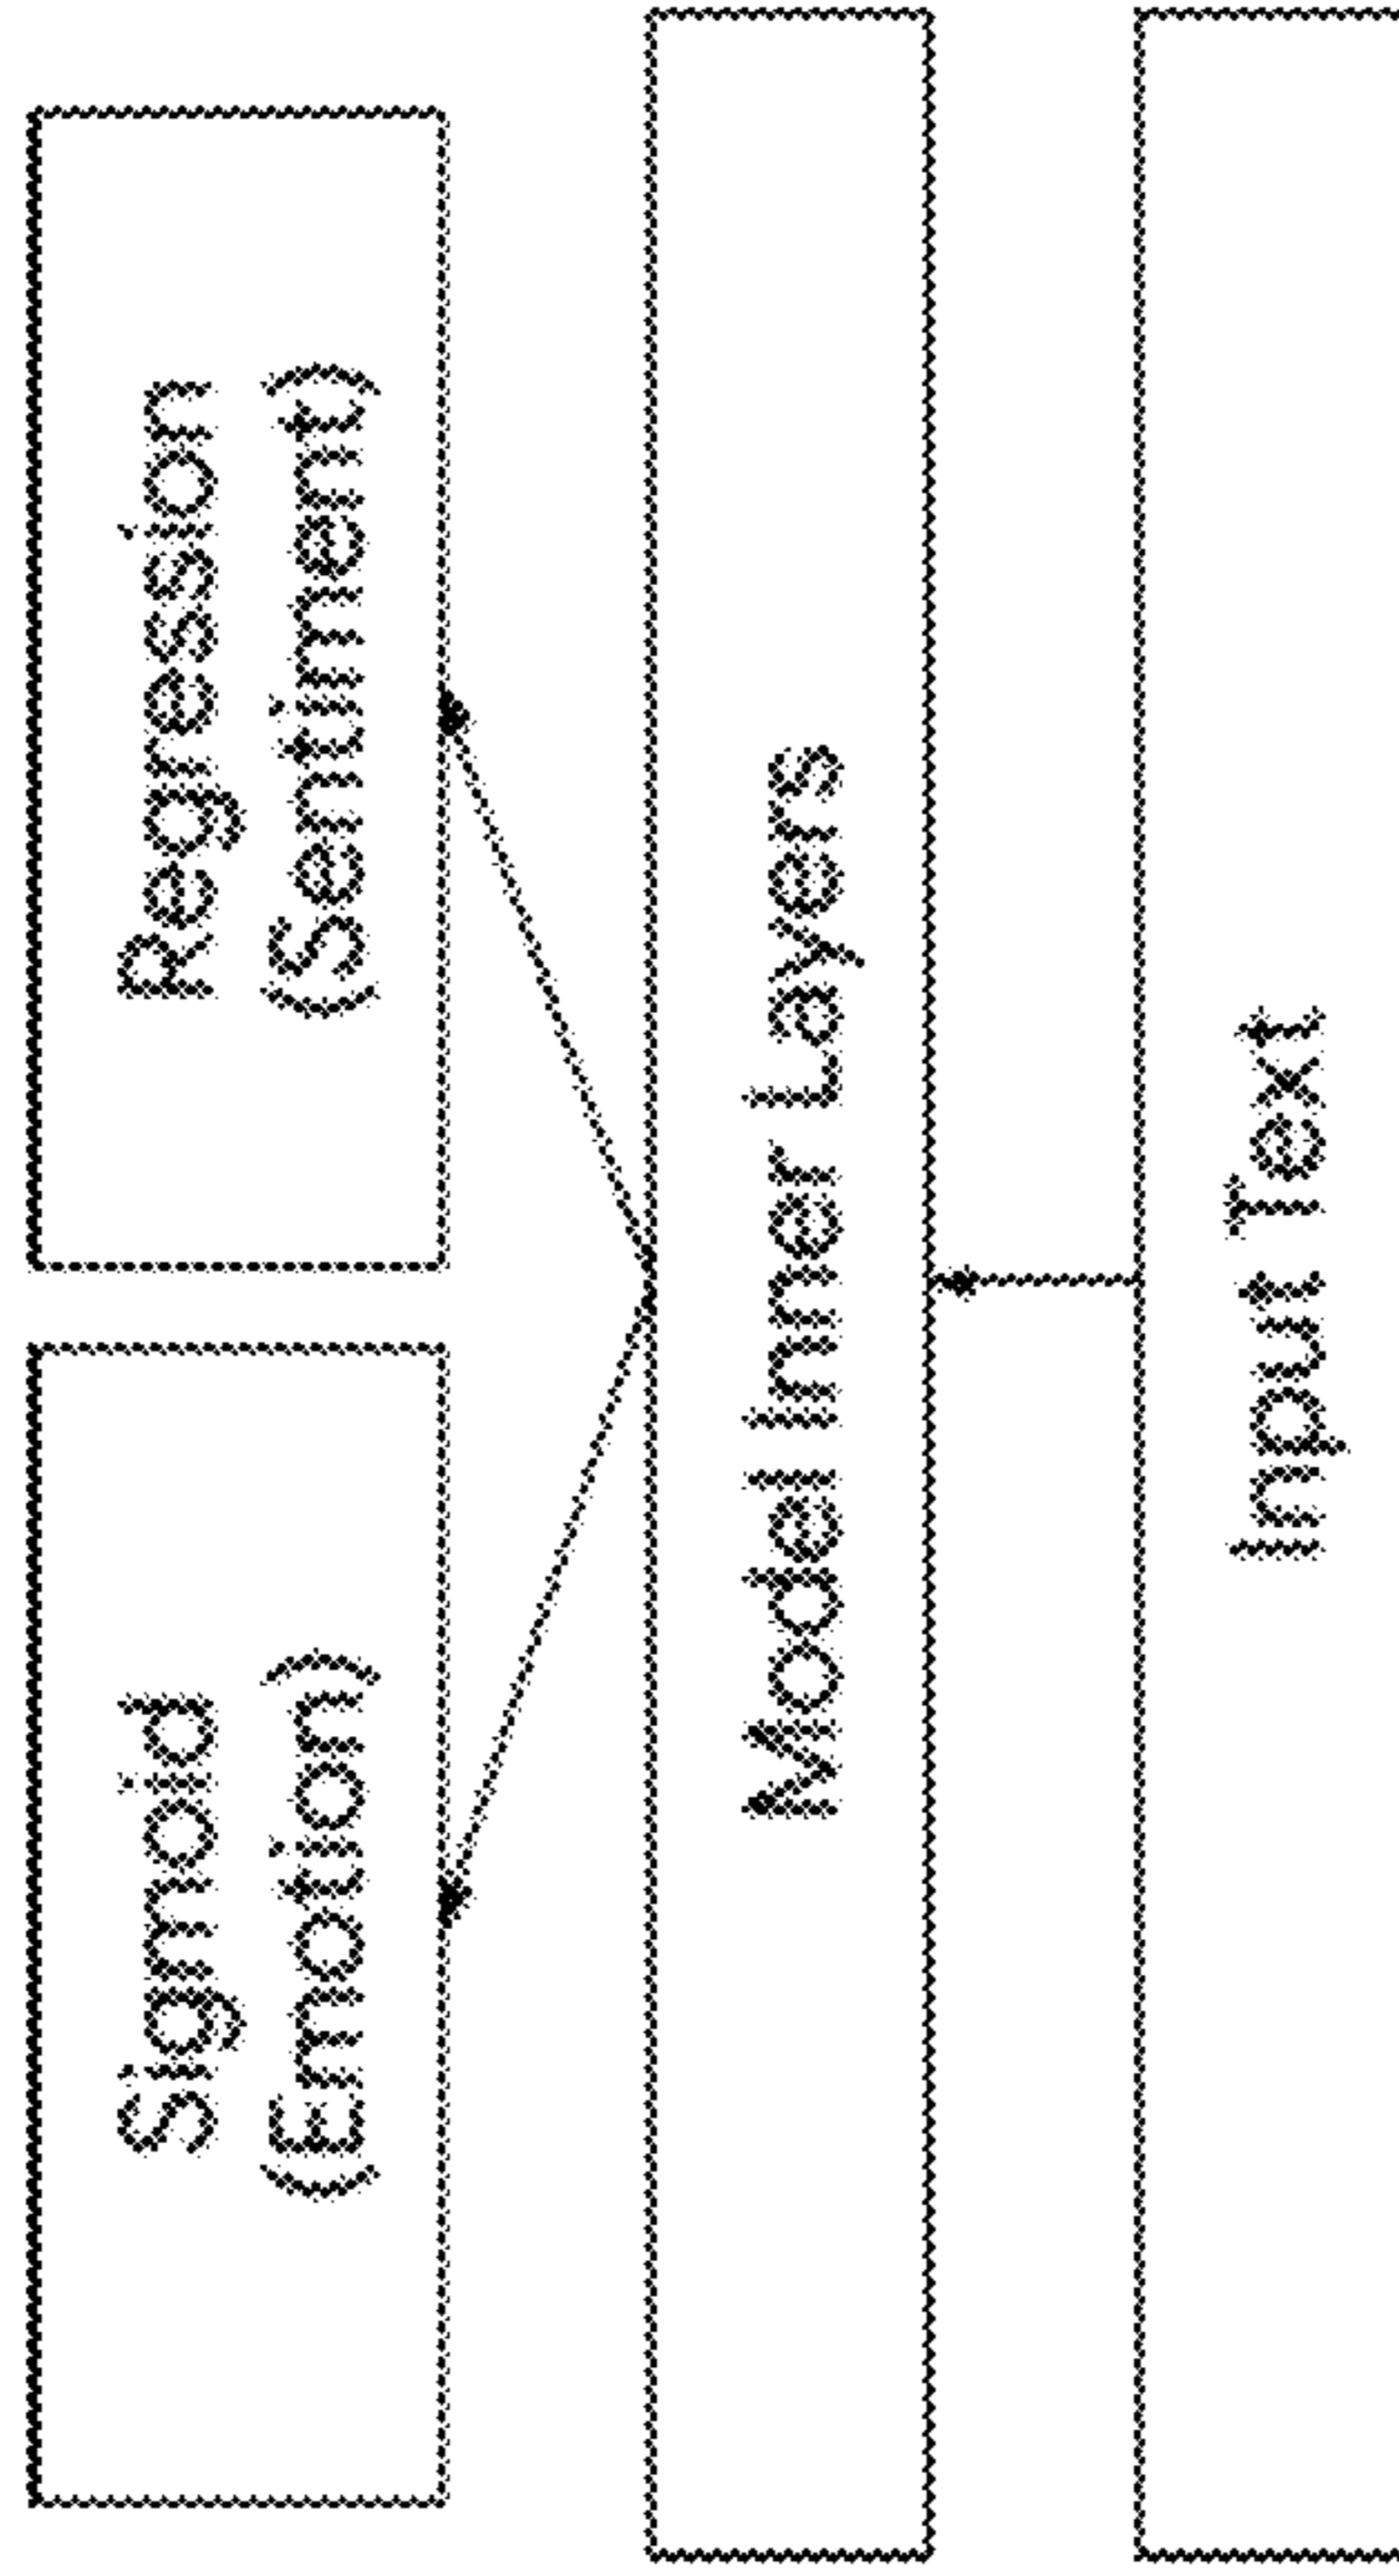 Sigmoid
(Emotion)
Regression
(Sentiment)
Model Inner Layers
Input Text